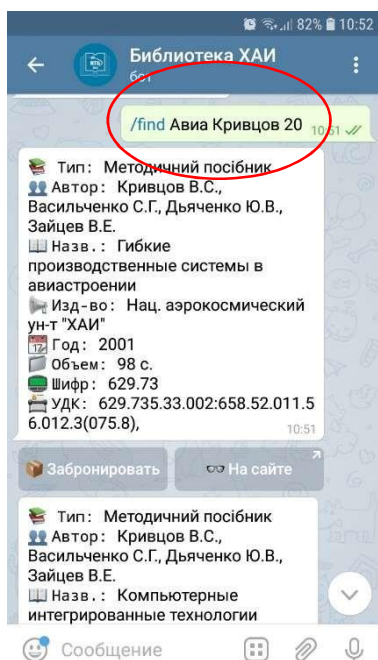 82% 10:52
Библиотека ХАИ
бот
/find Авиа Кривцов 20 10:51
Тип: Методичний посібник
Автор: Кривцов В.С.,
Васильченко С.Г., Дьяченко Ю.В.,
Зайцев В.Е.
Назв.: Гибкие
производственные системы в
авиастроении
Изд-во: Нац. аэрокосмический
ун-т "ХАИ"
Год: 2001
Объем: 98 с.
Шифр: 629.73
УДК: 629.735.33.002:658.52.011.5
6.012.3(075.8),
10:51
Забронировать На сайте
Тип: Методичний посібник
Автор: Кривцов В.С.,
Васильченко С.Г., Дьяченко Ю.В.,
Зайцев В.Е.
Назв.: Компьютерные
интегрированные технологии
Сообщение